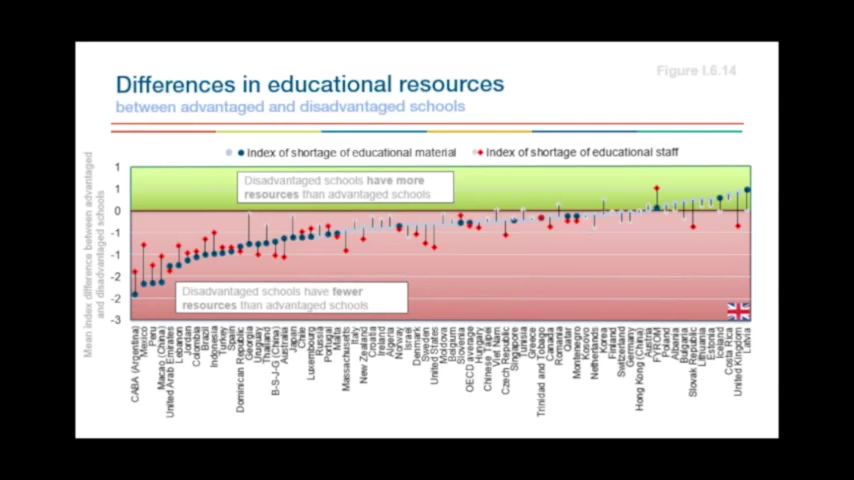 Figure I.6.14
Differences in educational resources
between advantaged and disadvantaged schools
Index of shortage of educational material
Index of shortage of educational staff
Mean index difference between advantaged
and disadvantaged schools
1
1
0
-1
-1
-2
-2
-3
Disadvantaged schools have more
resources than advantaged schools
Disadvantaged schools have fewer
resources than advantaged schools
CABA (Argentina)
Mexico
Peru
Macao (China)
United Arab Emirates
Lebanon
Jordan
Colombia
Brazil
Indonesia
Turkey
Spain
Dominican Republic
Georgia
Uruguay
Thailand
B-S-J-G (China)
Australia
Japan
Chile
Luxembourg
Russia
Portugal
Malta
Massachusetts
Italy
New Zealand
Croatia
Ireland
Algeria
Norway
Israel
Denmark
Sweden
United States
Moldova
Belgium
Slovenia
OECD average
Hungary
Chinese Taipei
Viet Nam
Czech Republic
Singapore
Tunisia
Greece
Trinidad and Tobago
Canada
Romania
Qatar
Montenegro
Kosovo
Netherlands
Korea
Finland
Switzerland
Germany
Hong Kong (China)
Austria
FYROM
Poland
Albania
Bulgaria
Slovak Republic
Lithuania
Estonia
Iceland
Costa Rica
United Kingdom
Latvia